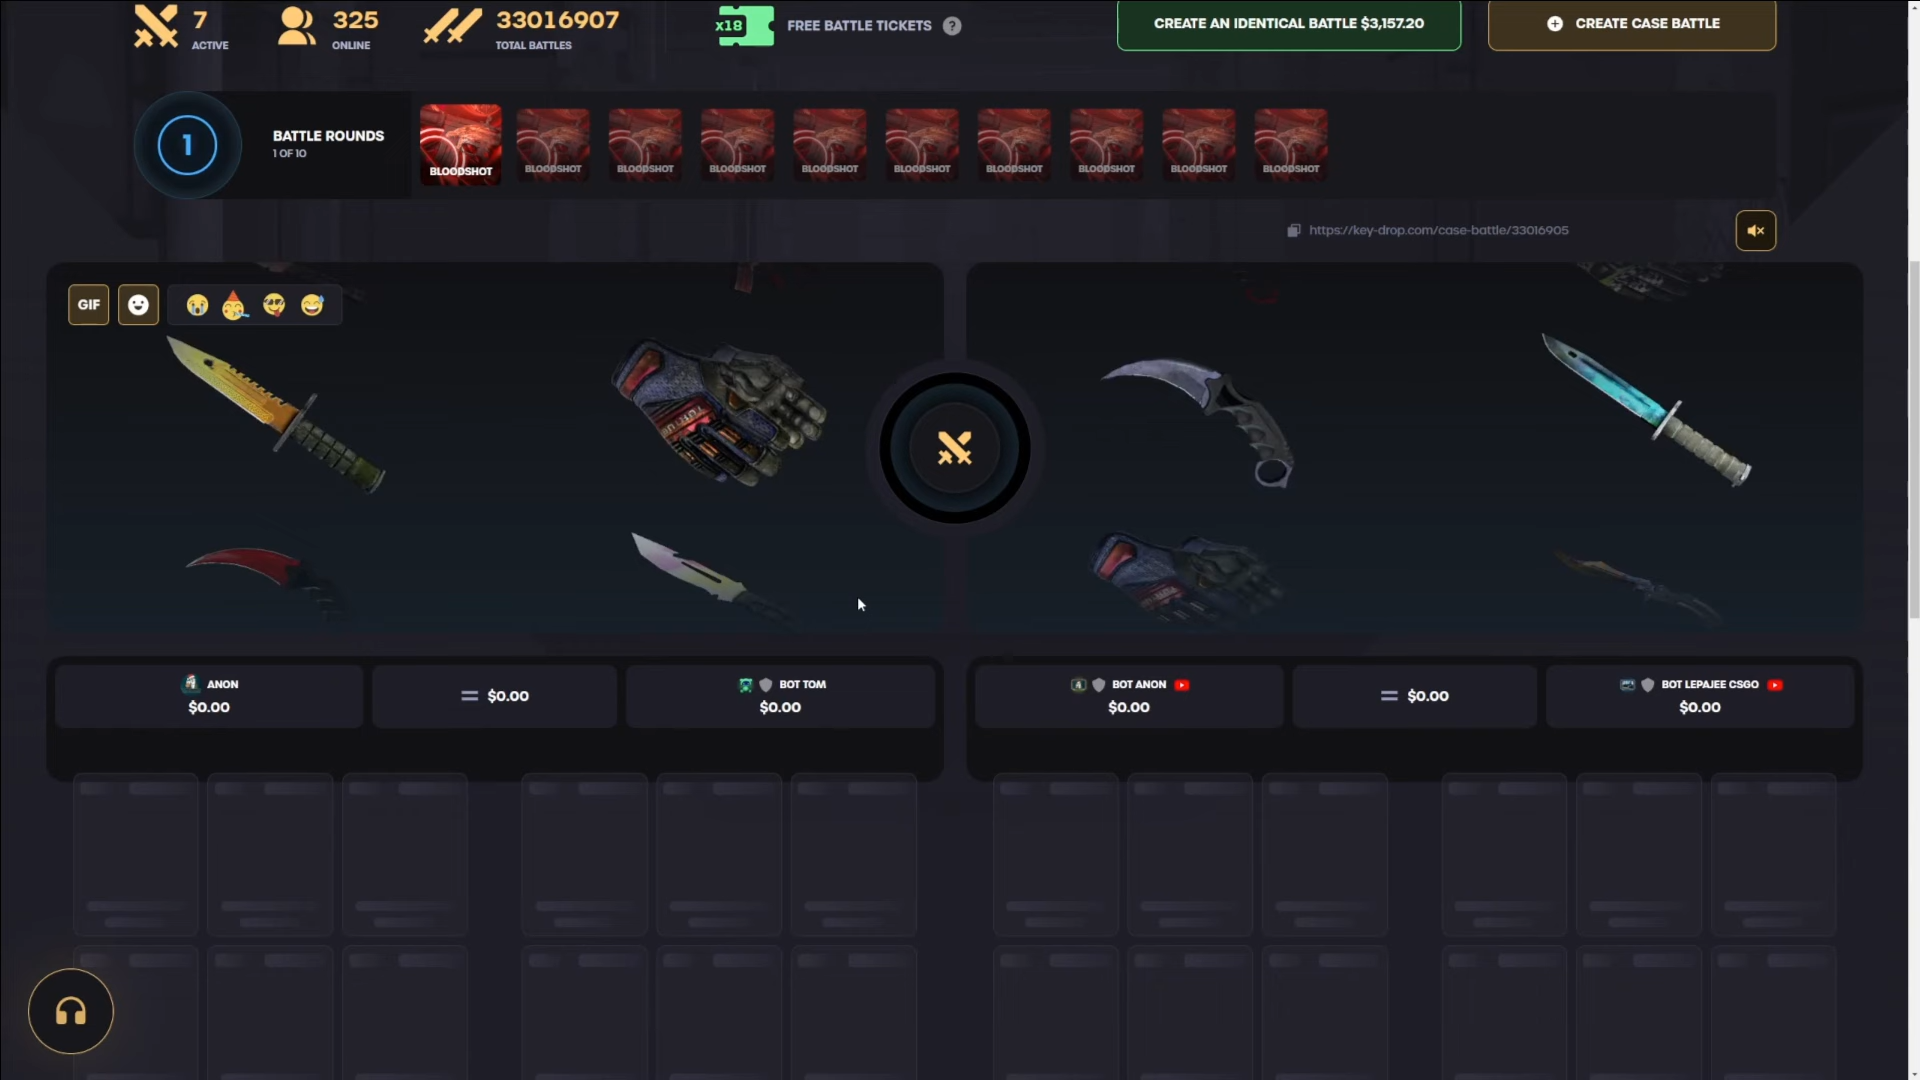 7
ACTIVE
325
ONLINE
33016907
TOTAL BATTLES
x18
FREE BATTLE TICKETS ?
CREATE AN IDENTICAL BATTLE $3,157.20
CREATE CASE BATTLE
1
BATTLE ROUNDS
1 OF 10
BLOODSHOT BLOODSHOT BLOODSHOT BLOODSHOT BLOODSHOT BLOODSHOT BLOODSHOT BLOODSHOT BLOODSHOT BLOODSHOT
https://key-drop.com/case-battle/33016905
GIF
ANON
$0.00
= $0.00
BOT TOM
$0.00
BOT ANON
$0.00
= $0.00
BOT LEPAJEE CSGO
$0.00